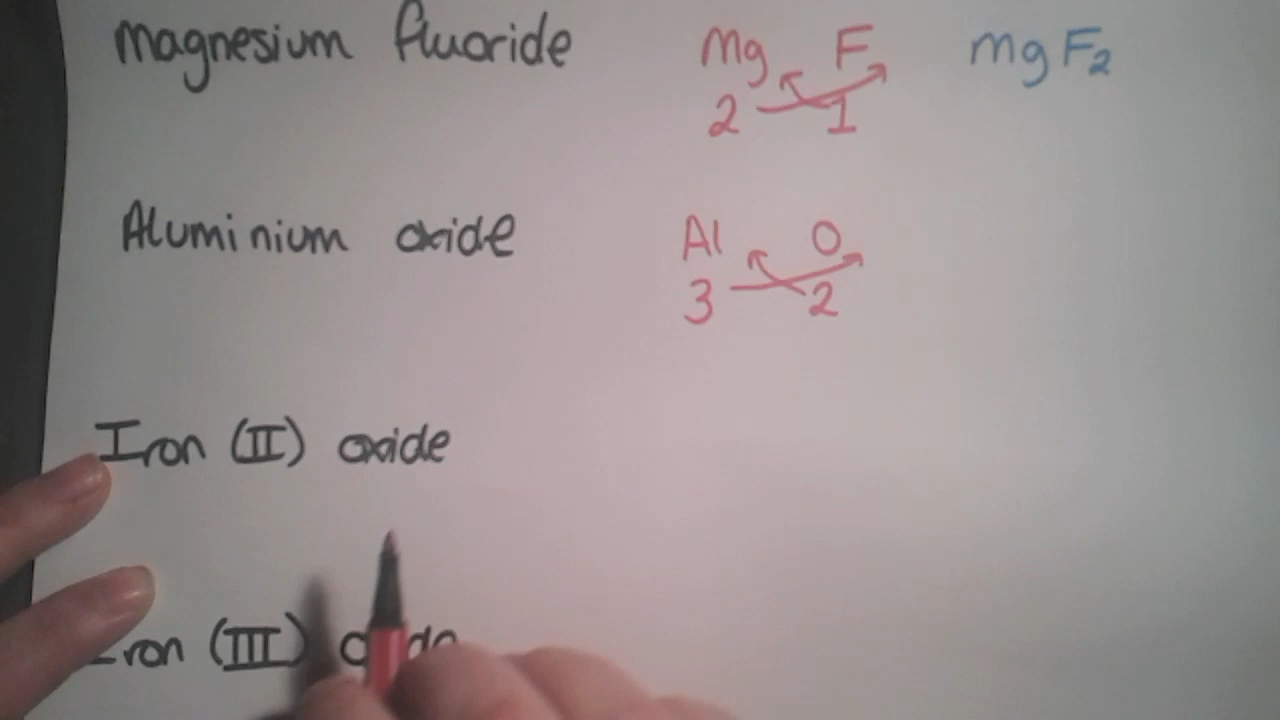 magnesium fluoride Mg F mgF₂
2 1
Aluminium oxide Al O
3 2
Iron (II) oxide
Iron (III)